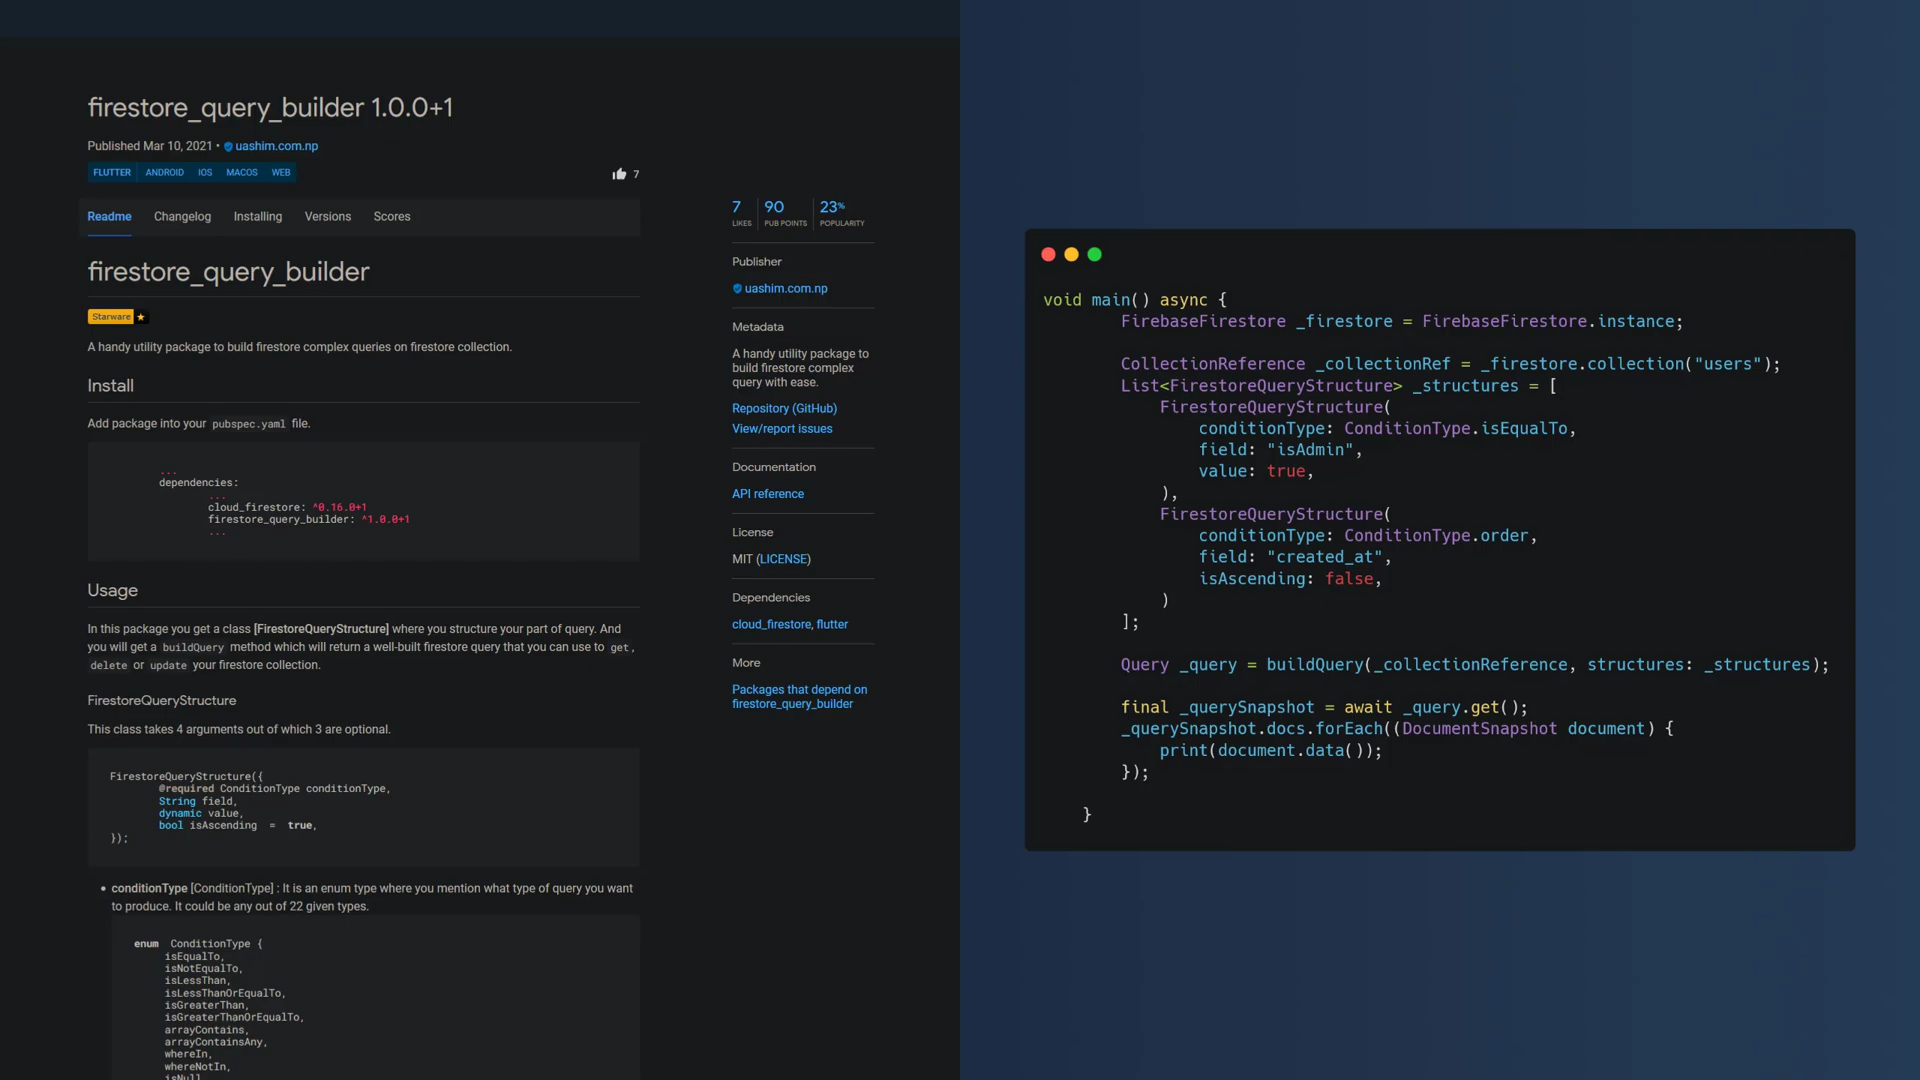 firestore_query_builder 1.0.0+1
Published Mar 10, 2021 • uashim.com.np
FLUTTER ANDROID IOS MACOS WEB
7
Readme Changelog Installing Versions Scores
firestore_query_builder
Starware ★
A handy utility package to build firestore complex queries on firestore collection.
Install
Add package into your pubspec.yaml file.
...
dependencies:
...
cloud_firestore: ^0.16.0+1
firestore_query_builder: ^1.0.0+1
...
Usage
In this package you get a class [FirestoreQueryStructure] where you structure your part of query. And
you will get a buildQuery method which will return a well-built firestore query that you can use to get,
delete or update your firestore collection.
FirestoreQueryStructure
This class takes 4 arguments out of which 3 are optional.
FirestoreQueryStructure({
@required ConditionType conditionType,
String field,
dynamic value,
bool isAscending = true,
});
• conditionType [ConditionType] : It is an enum type where you mention what type of query you want
to produce. It could be any out of 22 given types.
enum ConditionType {
isEqualTo,
isNotEqualTo,
isLessThan,
isLessThanOrEqualTo,
isGreaterThan,
isGreaterThanOrEqualTo,
arrayContains,
arrayContainsAny,
whereIn,
whereNotIn,
isNull
7 90 23%
LIKES PUB POINTS POPULARITY
Publisher
uashim.com.np
Metadata
A handy utility package to
build firestore complex
query with ease.
Repository (GitHub)
View/report issues
Documentation
API reference
License
MIT (LICENSE)
Dependencies
cloud_firestore, flutter
More
Packages that depend on
firestore_query_builder
void main() async {
FirebaseFirestore _firestore = FirebaseFirestore.instance;
CollectionReference _collectionRef = _firestore.collection("users");
List<FirestoreQueryStructure> _structures = [
FirestoreQueryStructure(
conditionType: ConditionType.isEqualTo,
field: "isAdmin",
value: true,
),
FirestoreQueryStructure(
conditionType: ConditionType.order,
field: "created_at",
isAscending: false,
)
];
Query _query = buildQuery(_collectionReference, structures: _structures);
final _querySnapshot = await _query.get();
_querySnapshot.docs.forEach((DocumentSnapshot document) {
print(document.data());
});
}